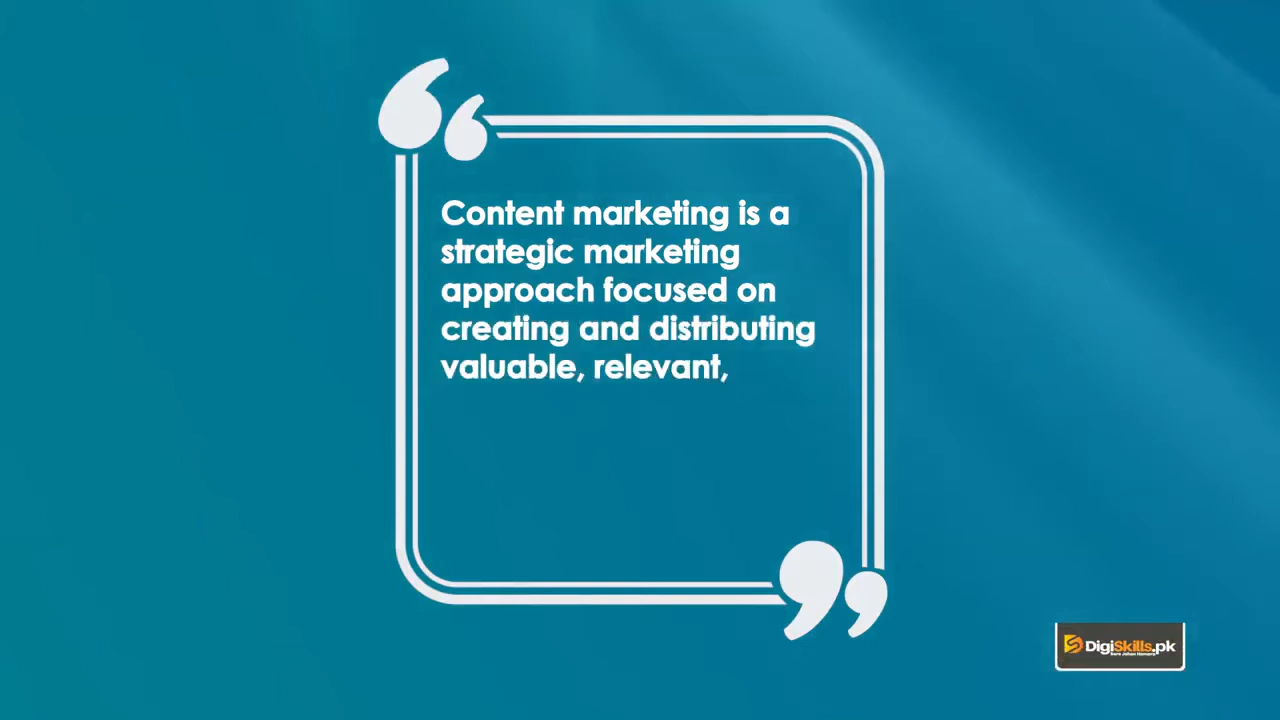 Content marketing is a
strategic marketing
approach focused on
creating and distributing
valuable, relevant,
DigiSkills.pk